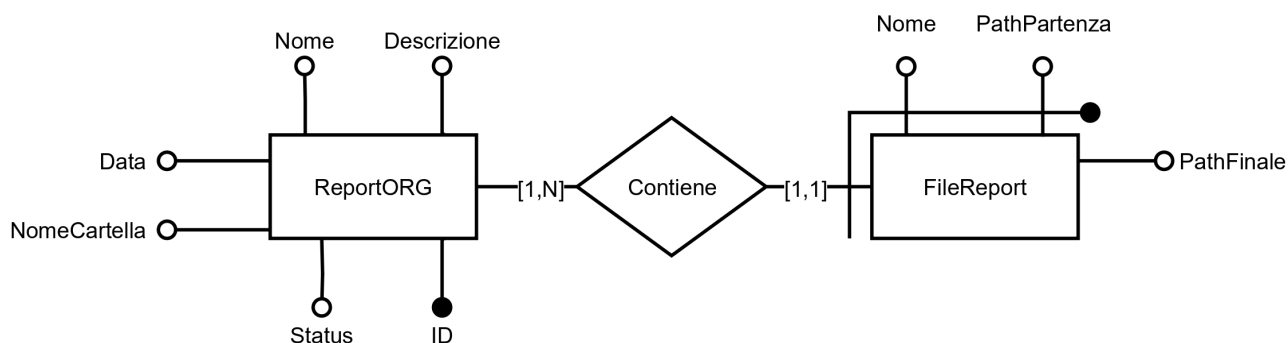 Nome
Descrizione
Nome
PathPartenza
Data
ReportORG
[1,N]
Contiene
[1,1]
FileReport
PathFinale
NomeCartella
Status
ID